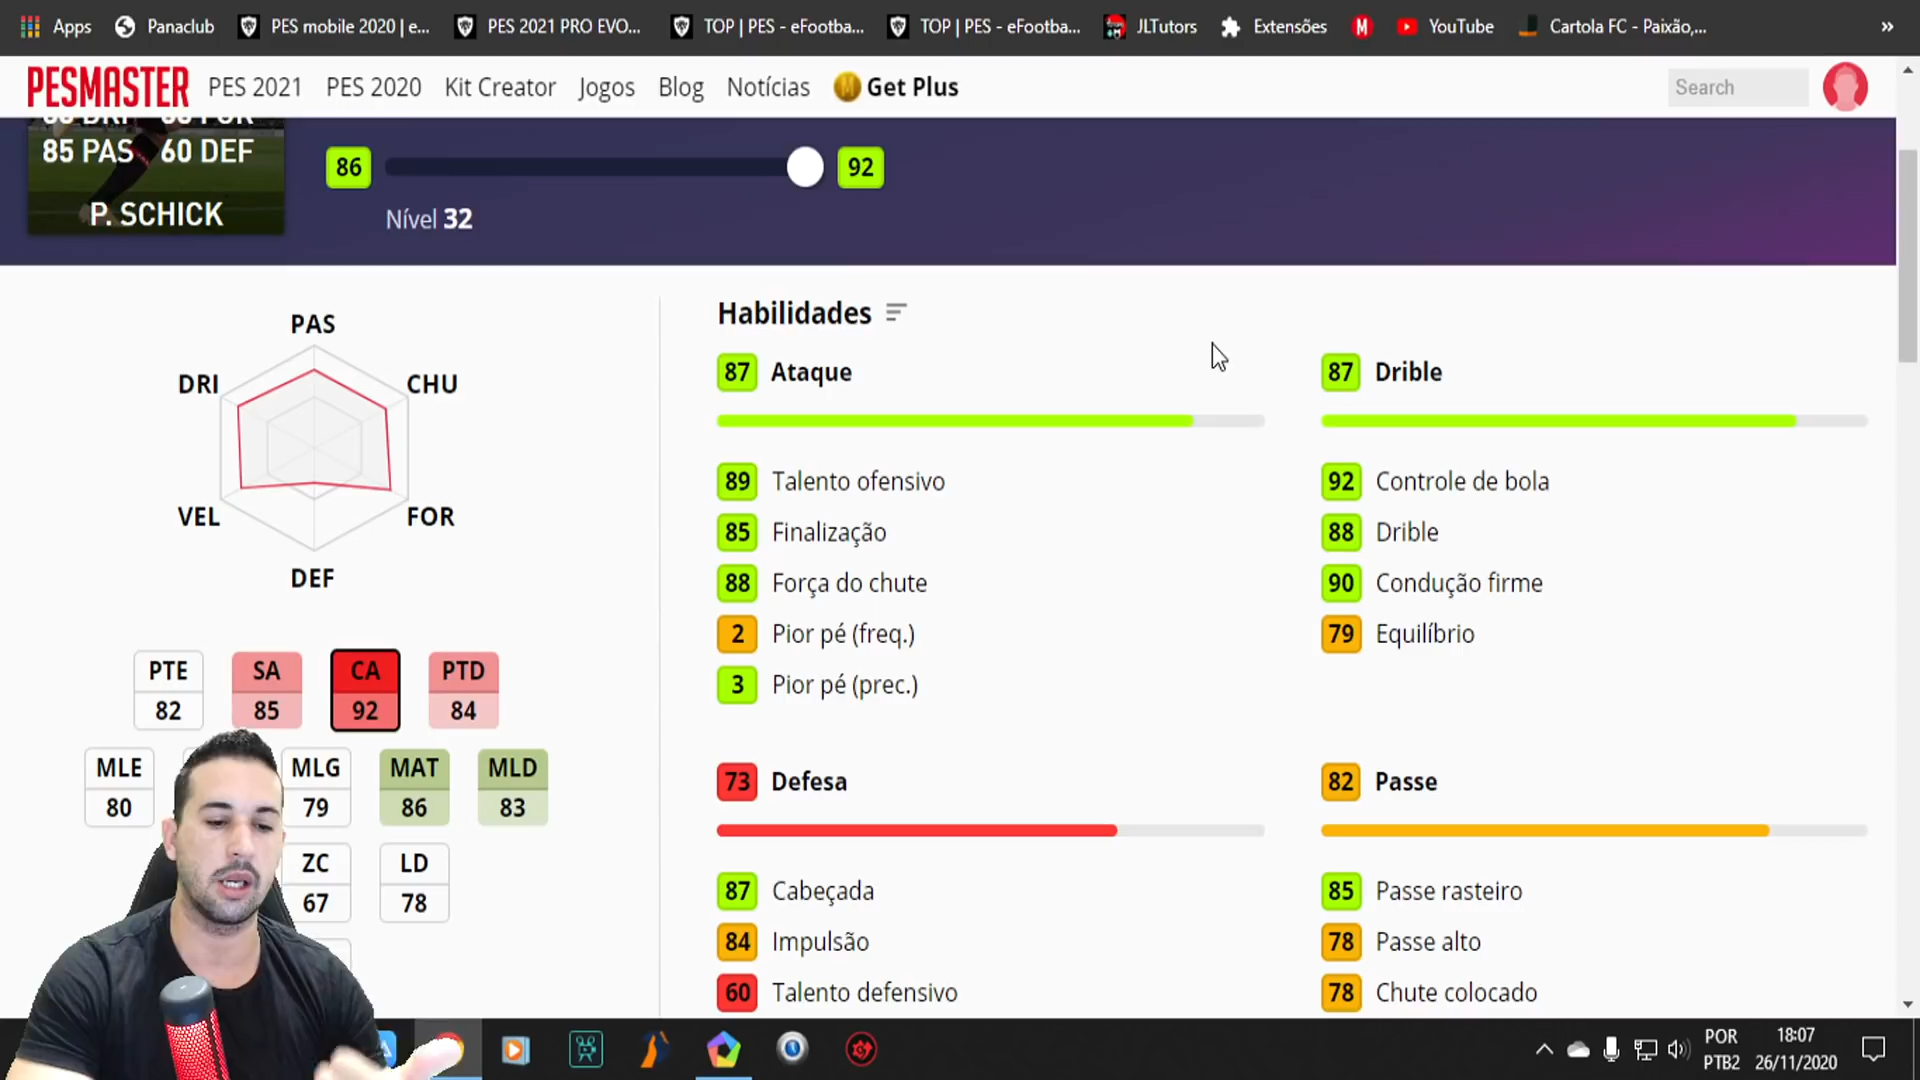 Apps Panaclub PES mobile 2020 | e... PES 2021 PRO EVO... TOP | PES - eFootba... TOP | PES - eFootba... JLTutors Extensões M YouTube Cartola FC - Paixão,... »
PESMASTER PES 2021 PES 2020 Kit Creator Jogos Blog Notícias Get Plus Search
85 PAS 60 DEF
P. SCHICK
86 92
Nível 32
PAS
DRI CHU
VEL FOR
DEF
PTE SA CA PTD
82 85 92 84
MLE MLG MAT MLD
80 79 86 83
ZC LD
67 78
Habilidades
87 Ataque
89 Talento ofensivo
85 Finalização
88 Força do chute
2 Pior pé (freq.)
3 Pior pé (prec.)
87 Drible
92 Controle de bola
88 Drible
90 Condução firme
79 Equilíbrio
73 Defesa
87 Cabeçada
84 Impulsão
60 Talento defensivo
82 Passe
85 Passe rasteiro
78 Passe alto
78 Chute colocado
POR 18:07
PTB2 26/11/2020